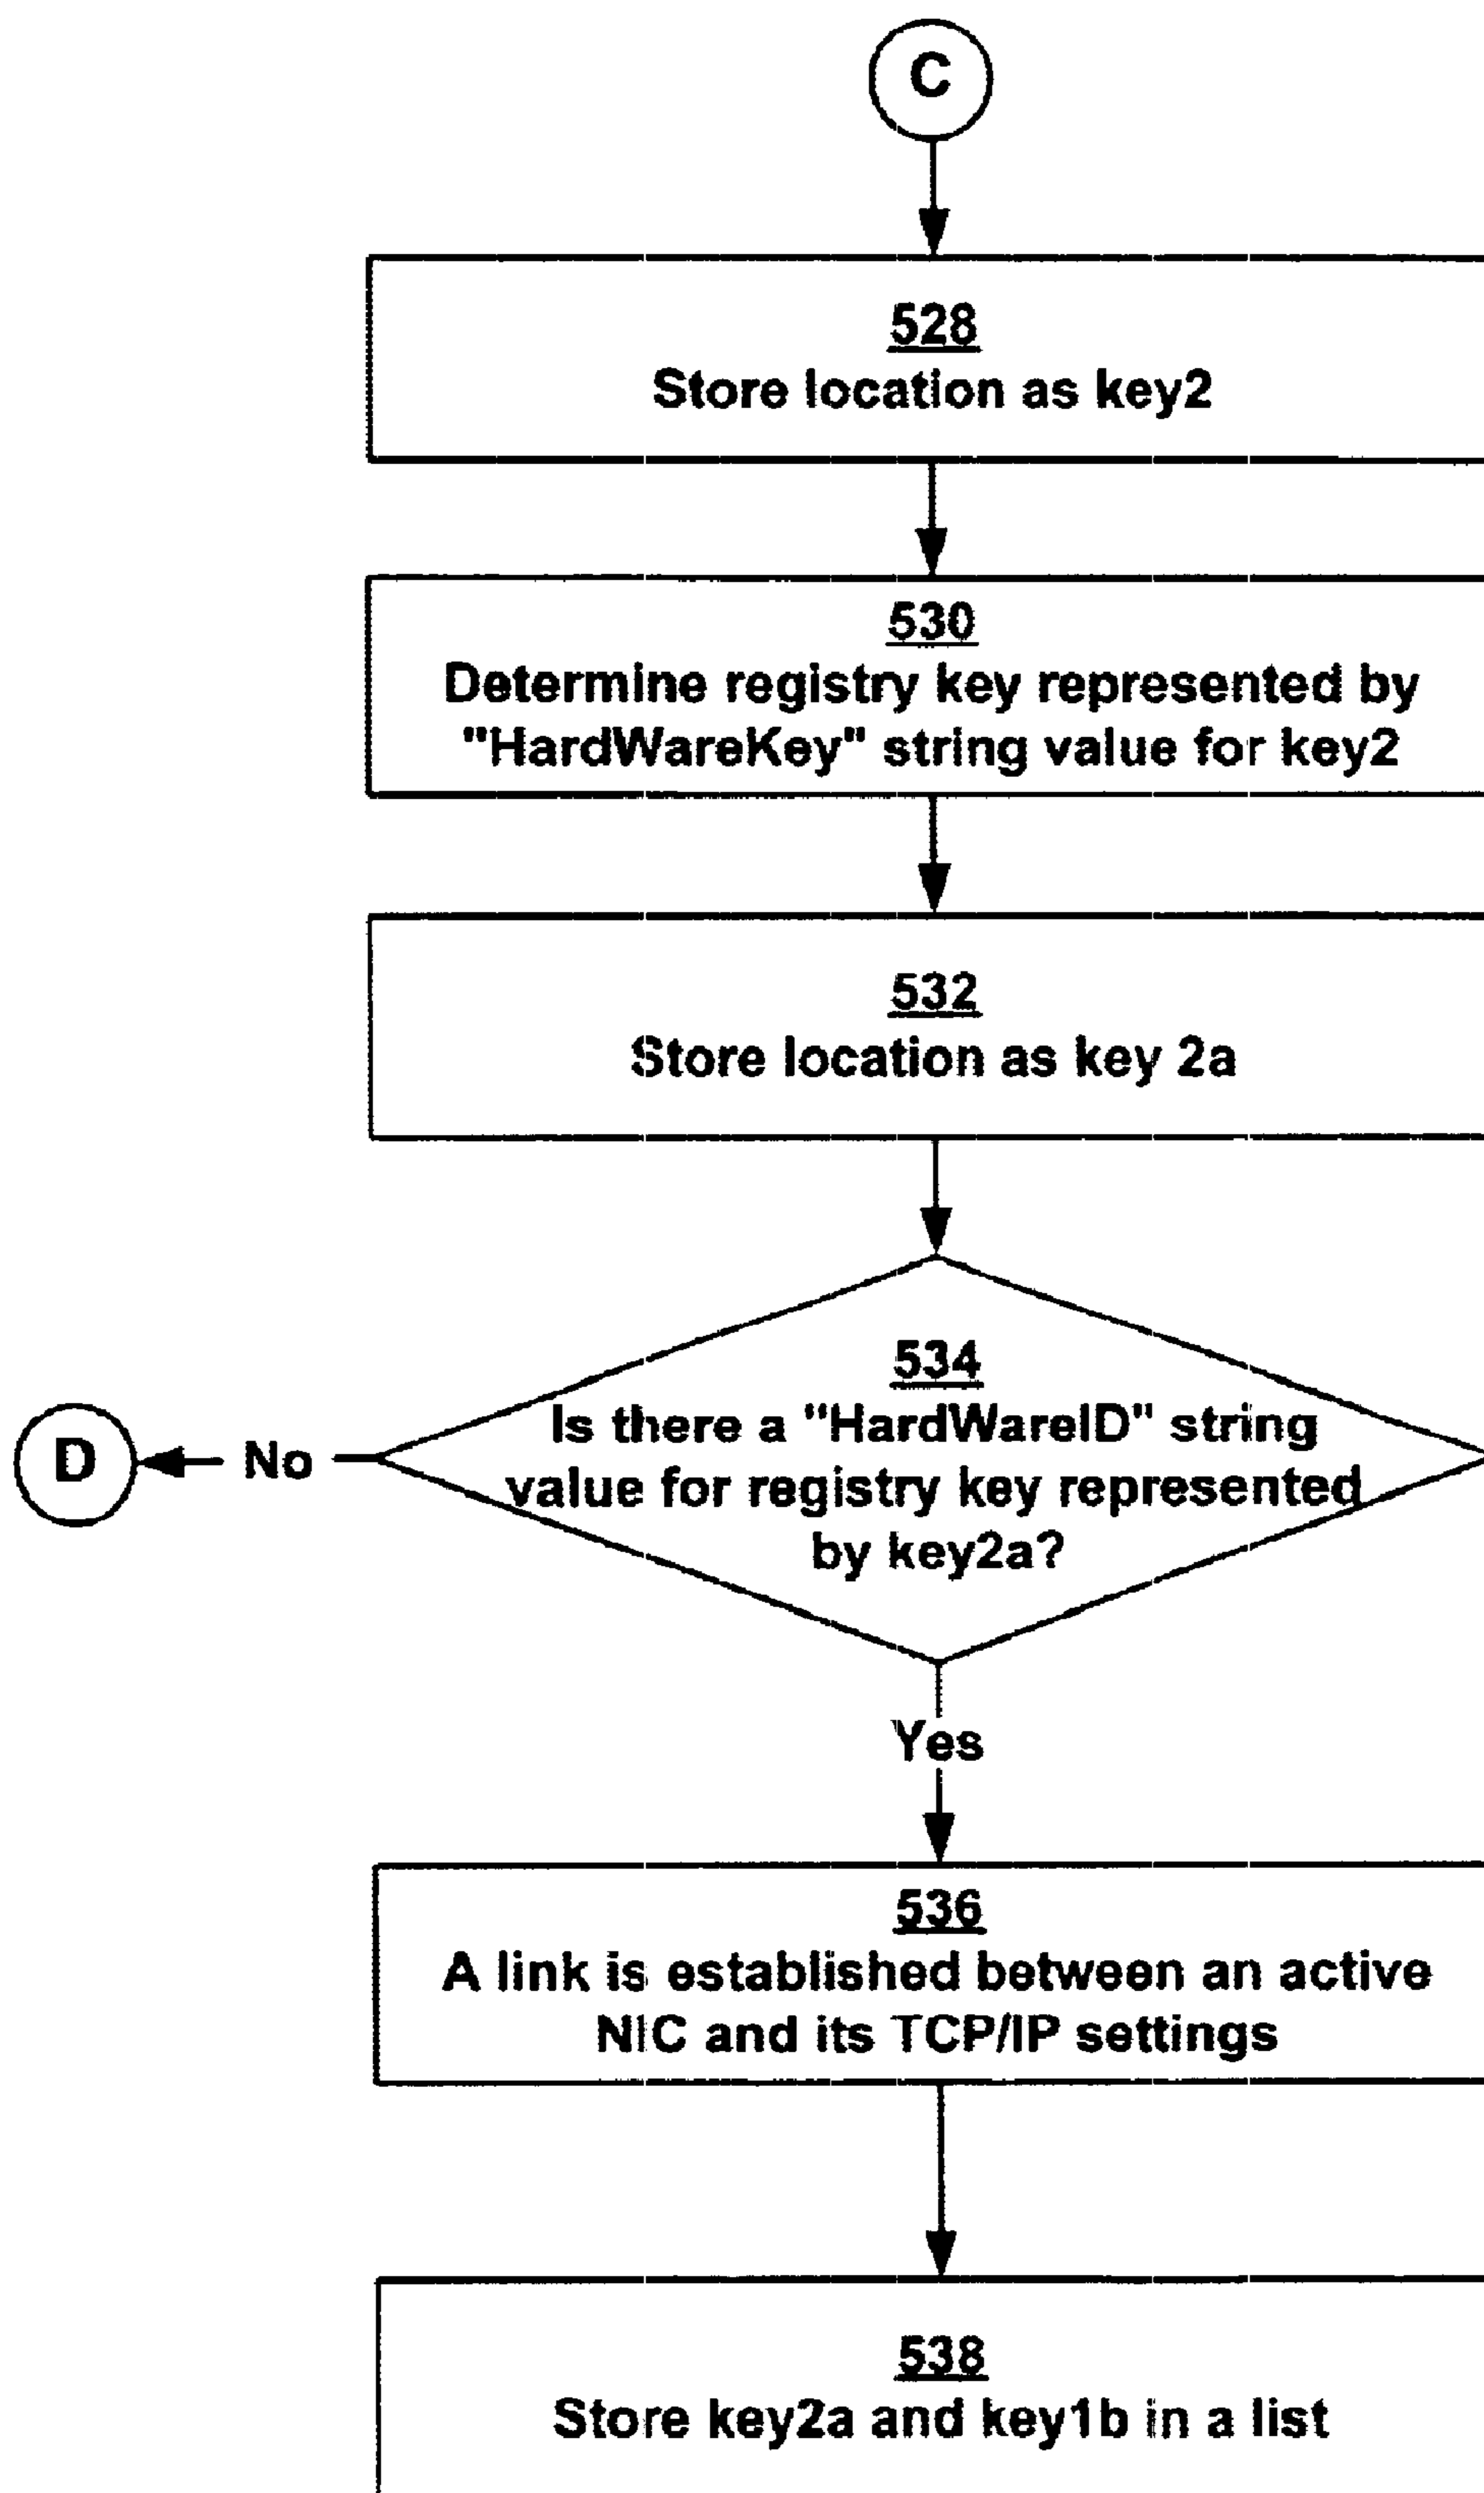 C
528
Store location as key2
530
Determine registry key represented by
"HardWareKey" string value for key2
532
Store location as key 2a
534
Is there a "HardWareID" string
value for registry key represented
by key2a?
D
No
Yes
536
A link is established between an active
NIC and its TCP/IP settings
538
Store key2a and key1b in a list